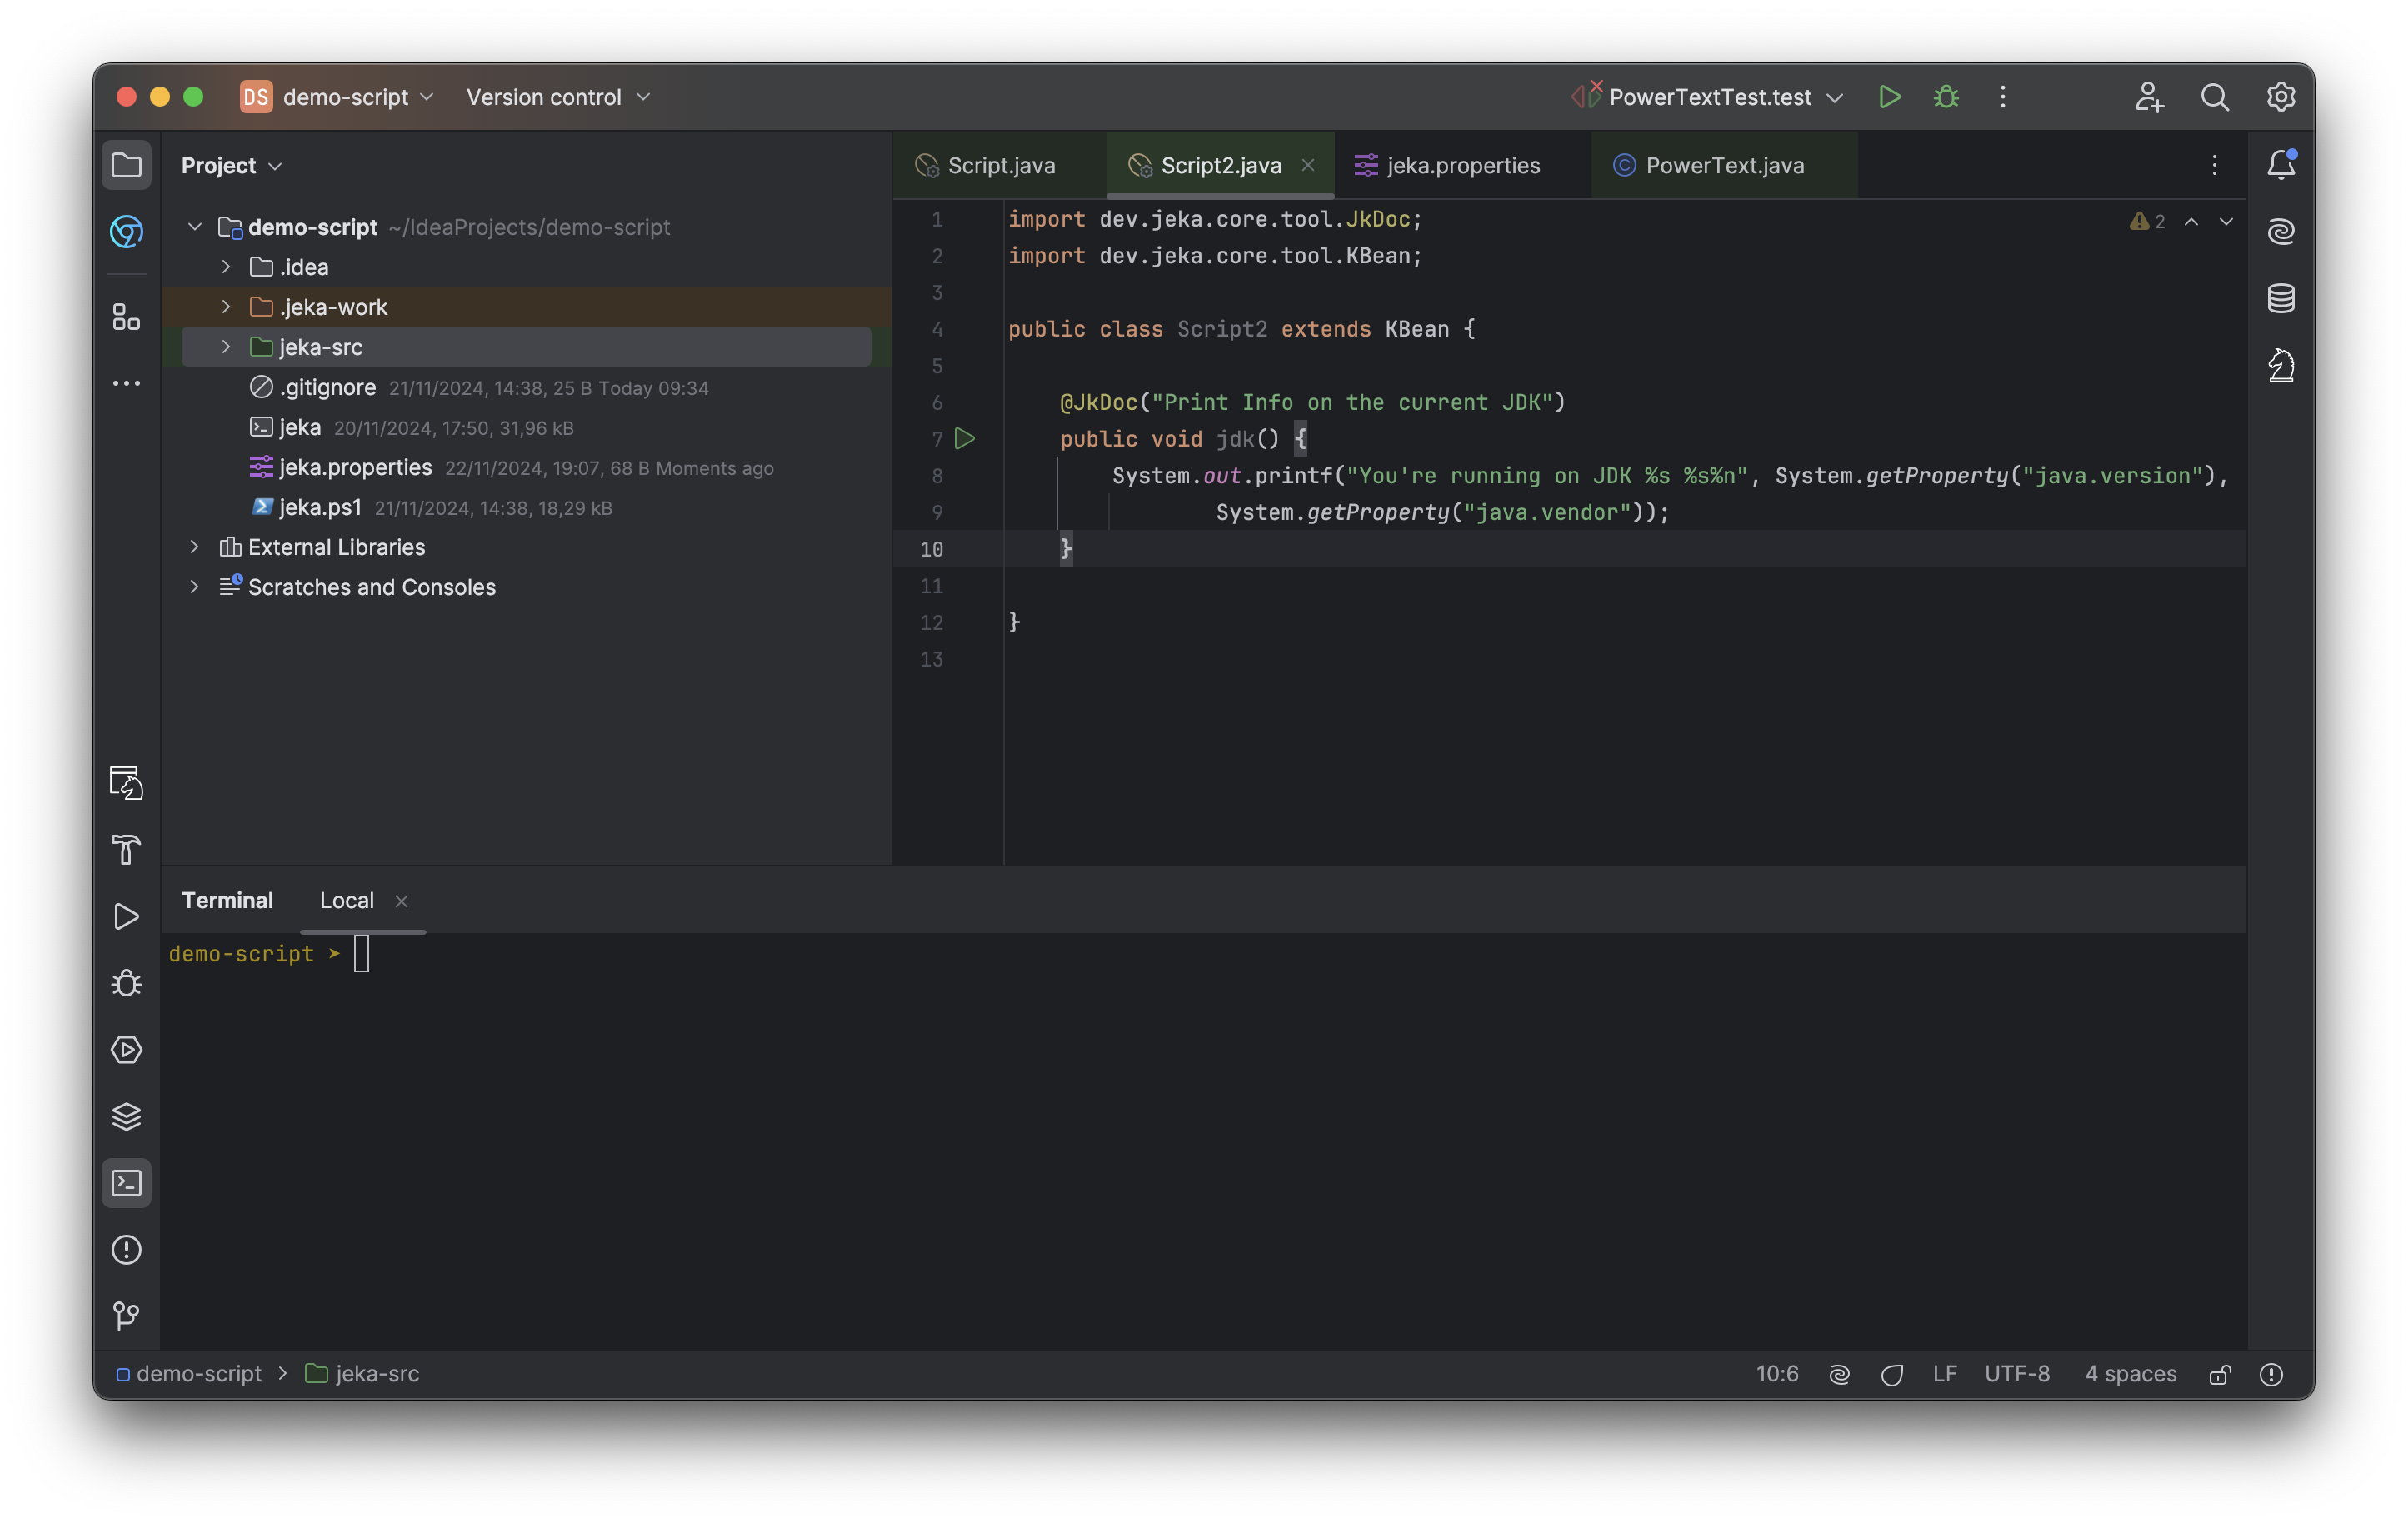 DS demo-script Version control PowerTextTest.test
Project
demo-script ~/IdeaProjects/demo-script
.idea
.jeka-work
jeka-src
.gitignore 21/11/2024, 14:38, 25 B Today 09:34
jeka 20/11/2024, 17:50, 31,96 kB
jeka.properties 22/11/2024, 19:07, 68 B Moments ago
jeka.ps1 21/11/2024, 14:38, 18,29 kB
External Libraries
Scratches and Consoles
Script.java Script2.java jeka.properties PowerText.java
1 import dev.jeka.core.tool.JkDoc;
2 import dev.jeka.core.tool.KBean;
3
4 public class Script2 extends KBean {
5
6 @JkDoc("Print Info on the current JDK")
7 public void jdk() {
8 System.out.printf("You're running on JDK %s %s%n", System.getProperty("java.version"),
9 System.getProperty("java.vendor"));
10 }
11
12 }
13
2
Terminal Local
demo-script ➤
demo-script > jeka-src 10:6 LF UTF-8 4 spaces